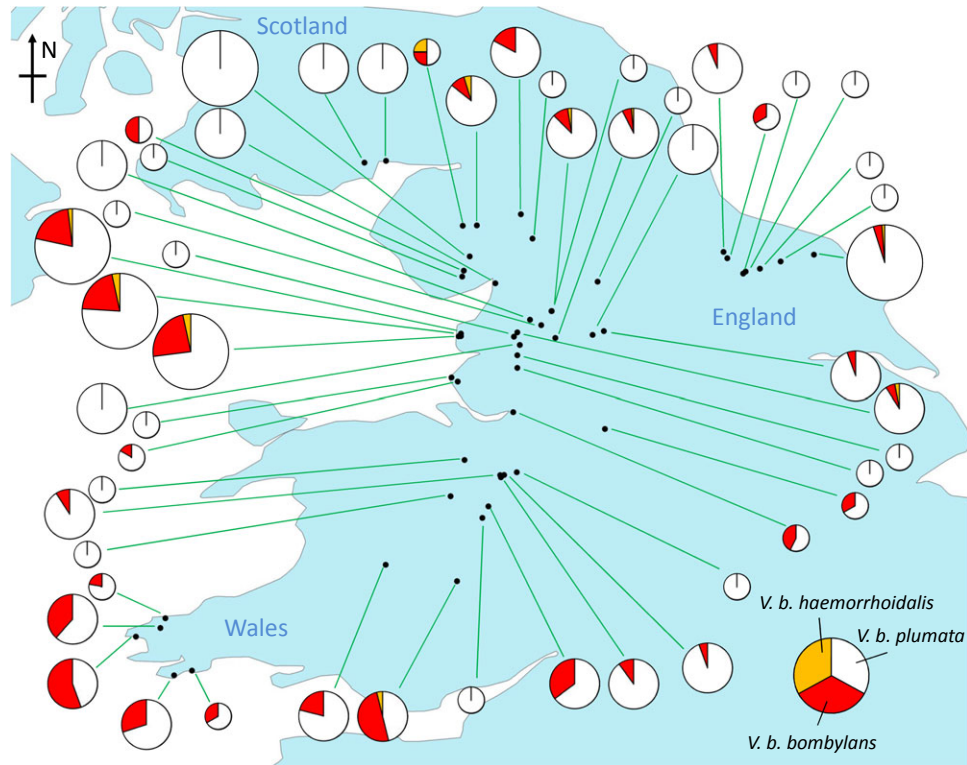 Scotland
N
England
V. b. haemorrhoidalis
V. b. plumata
Wales
V. b. bombylans